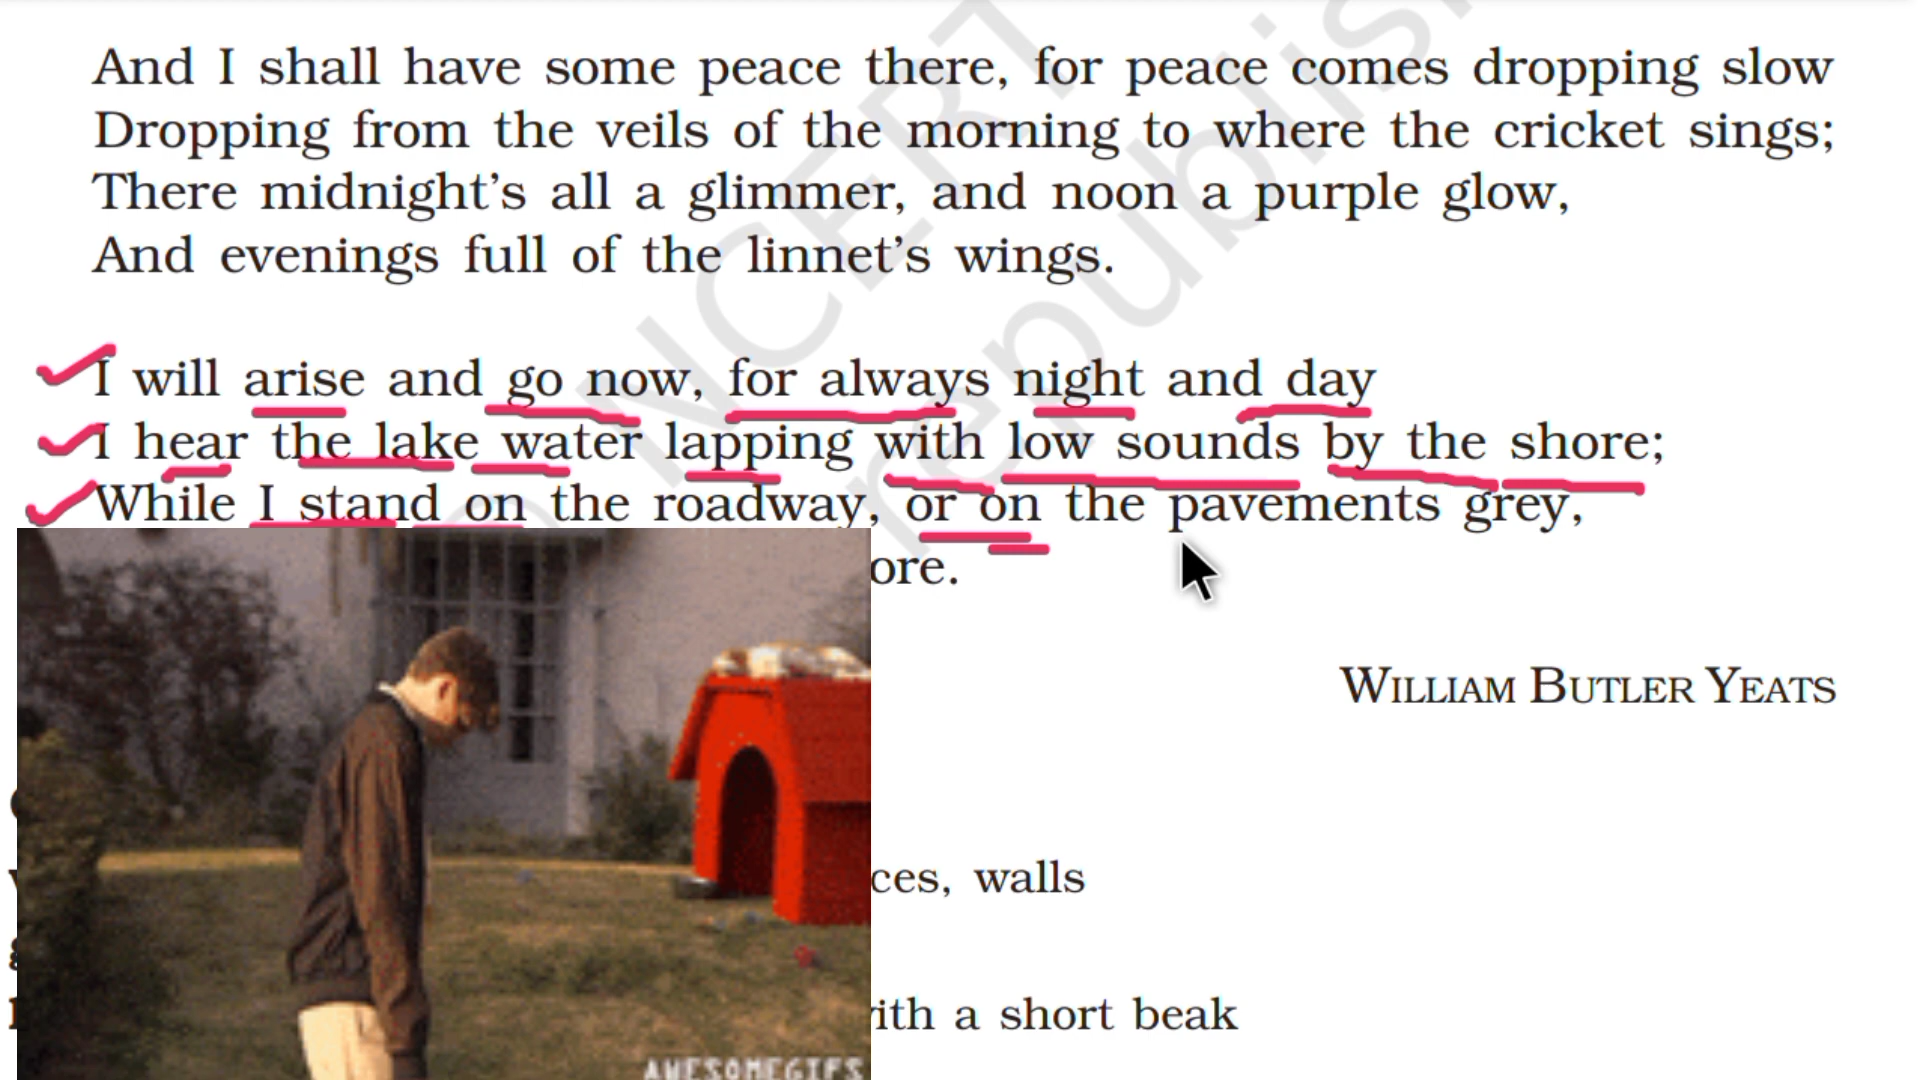 And I shall have some peace there, for peace comes dropping slow
Dropping from the veils of the morning to where the cricket sings;
There midnight's all a glimmer, and noon a purple glow,
And evenings full of the linnet's wings.
I will arise and go now, for always night and day
I hear the lake water lapping with low sounds by the shore;
While I stand on the roadway, or on the pavements grey,
ore.
WILLIAM BUTLER YEATS
ces, walls
ith a short beak
AWESOMEGIFS
NCERT
republis